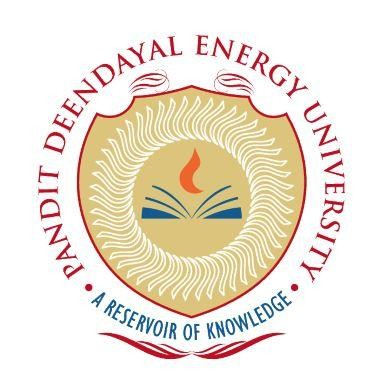 • PANDIT DEENDAYAL ENERGY UNIVERSITY •
A RESERVOIR OF KNOWLEDGE